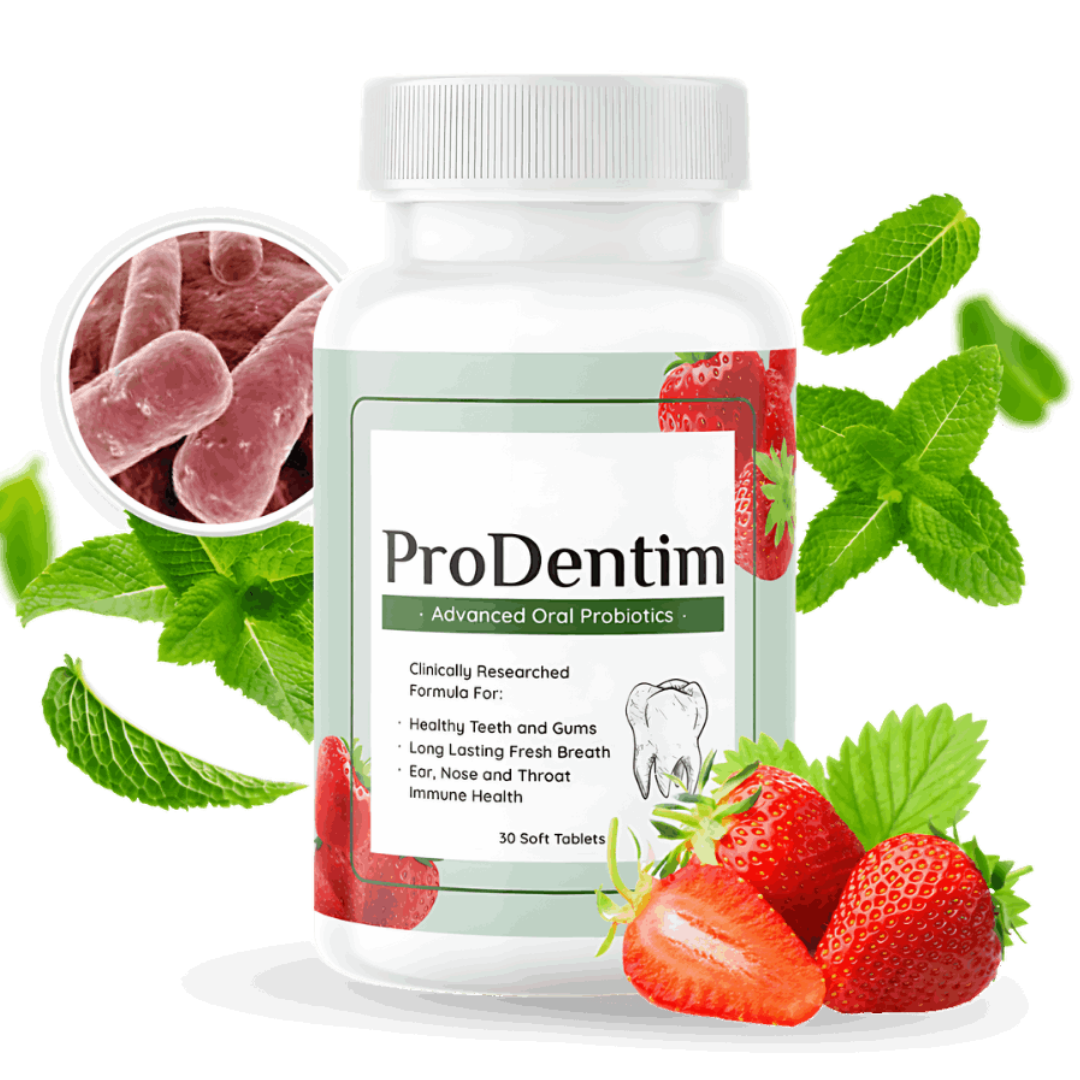 ProDentim
· Advanced Oral Probiotics ·
Clinically Researched
Formula For:
· Healthy Teeth and Gums
· Long Lasting Fresh Breath
· Ear, Nose and Throat
Immune Health
30 Soft Tablets